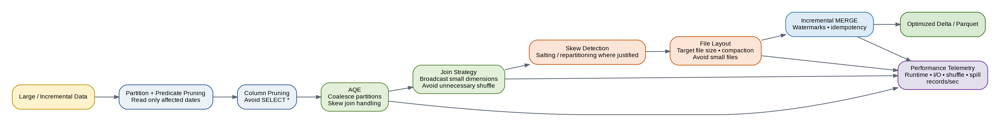 Large / Incremental Data
Partition + Predicate Pruning
Read only affected dates
Column Pruning
Avoid SELECT *
AQE
Coalesce partitions
Skew join handling
Join Strategy
Broadcast small dimensions
Avoid unnecessary shuffle
Skew Detection
Salting / repartitioning where justified
File Layout
Target file size • compaction
Avoid small files
Incremental MERGE
Watermarks • idempotency
Optimized Delta / Parquet
Performance Telemetry
Runtime • I/O • shuffle • spill
records/sec